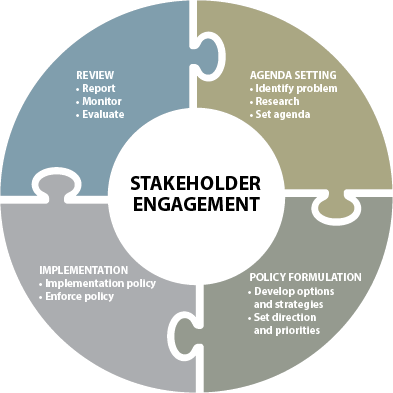 REVIEW
• Report
• Monitor
• Evaluate
AGENDA SETTING
• Identify problem
• Research
• Set agenda
STAKEHOLDER
ENGAGEMENT
IMPLEMENTATION
• Implementation policy
• Enforce policy
POLICY FORMULATION
• Develop options
and strategies
• Set direction
and priorities